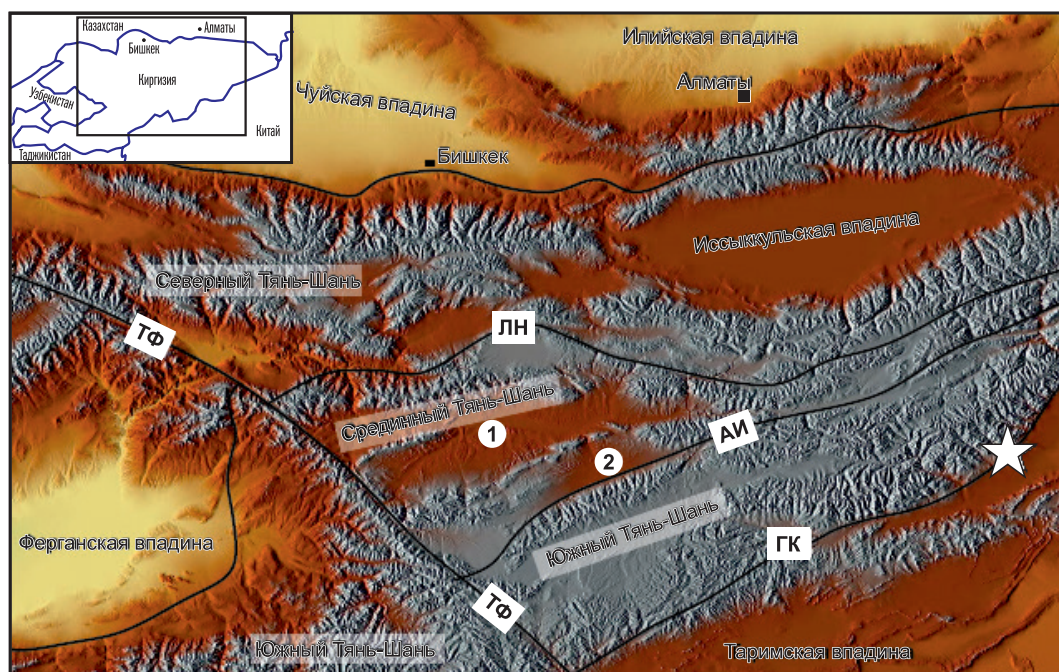 Казахстан
Алматы
Бишкек
Киргизия
Узбекистан
Китай
Таджикистан
Илийская впадина
Алматы
Чуйская впадина
Бишкек
Иссыккульская впадина
Северный Тянь-Шань
ТФ
ЛН
Срединный Тянь-Шань
1
АИ
2
Ферганская впадина
Южный Тянь-Шань
ГК
ТФ
Южный Тянь-Шань
Таримская впадина